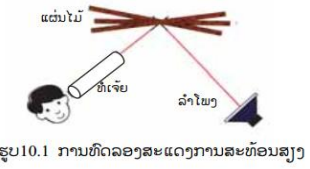 ແຜ່ນໄມ້
ທໍ່ເຈ້ຍ
ລຳໂພງ
ຮູບ10.1 ການທົດລອງສະແດງການສະທ້ອນສຽງ